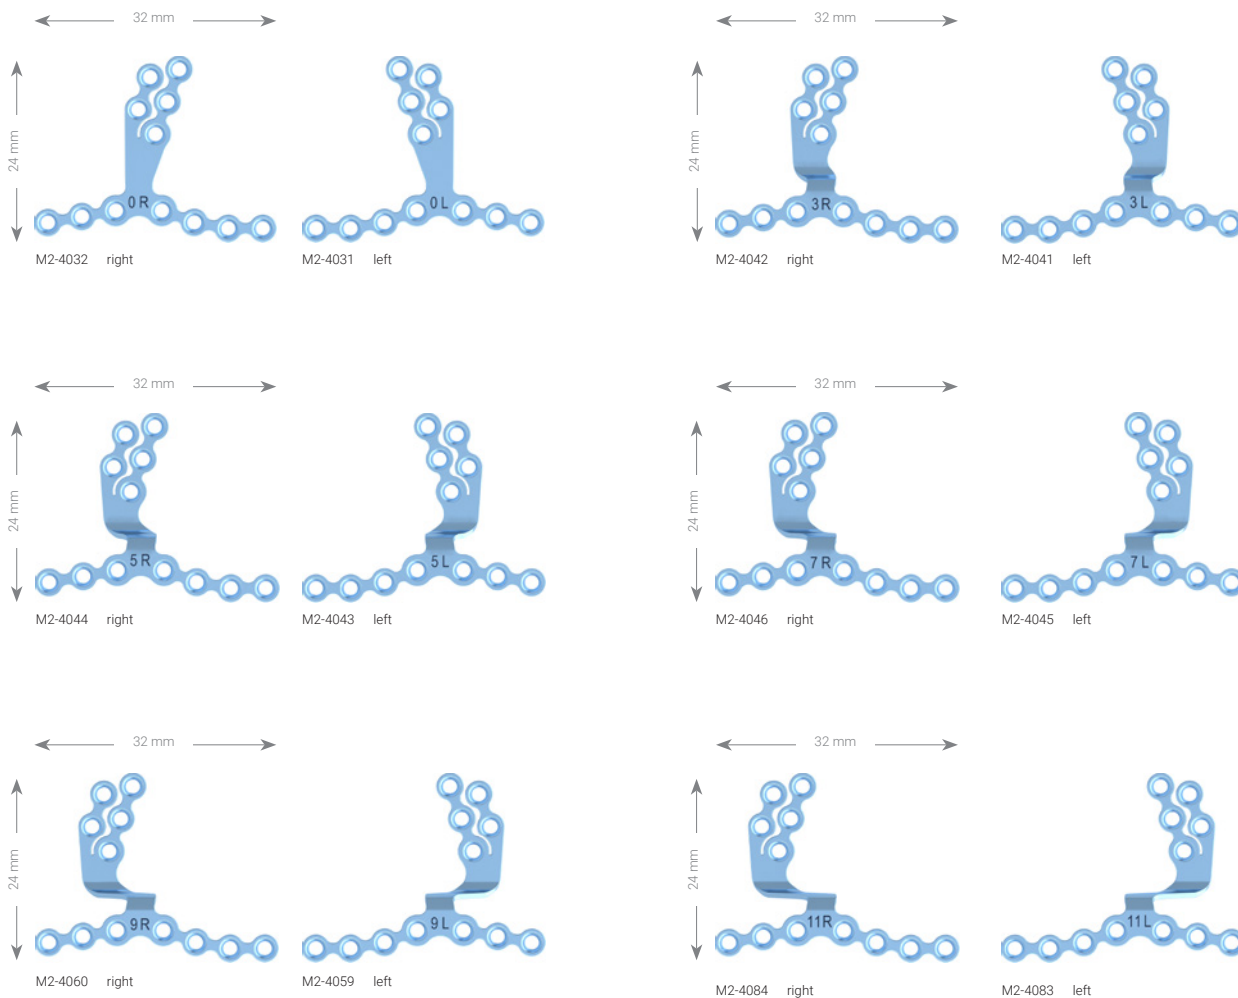 32 mm
32 mm
24 mm
24 mm
0 R
0 L
3 R
3 L
M2-4032 right
M2-4031 left
M2-4042 right
M2-4041 left
32 mm
32 mm
24 mm
24 mm
5 R
5 L
7 R
7 L
M2-4044 right
M2-4043 left
M2-4046 right
M2-4045 left
32 mm
32 mm
24 mm
24 mm
9 R
9 L
11R
11 L
M2-4060 right
M2-4059 left
M2-4084 right
M2-4083 left